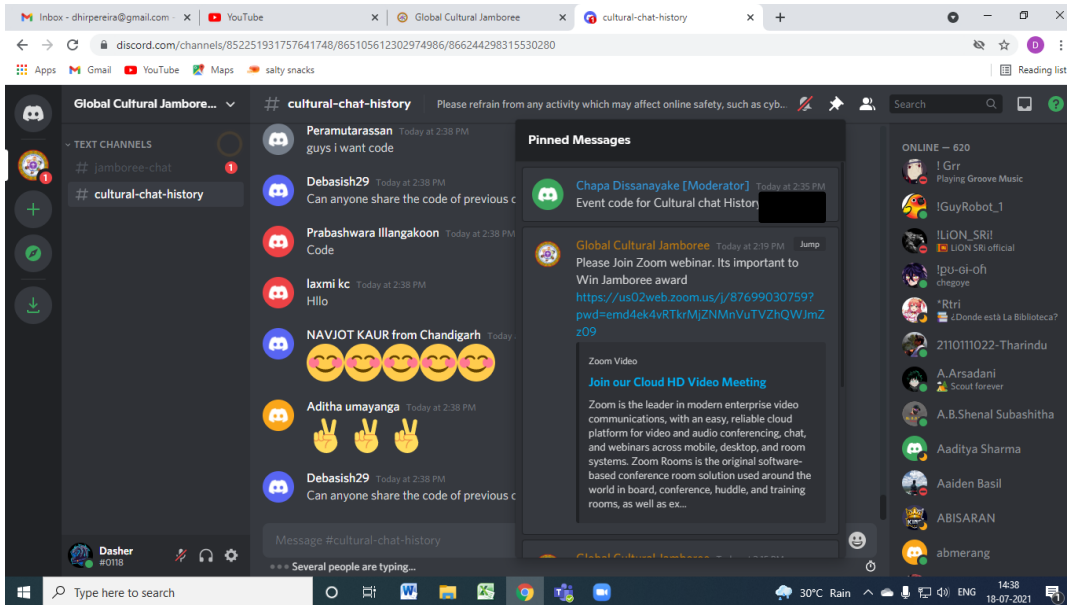 Inbox - dhirpereira@gmail.com -
YouTube
Global Cultural Jamboree
cultural-chat-history
discord.com/channels/852251931757641748/865105612302974986/866244298315530280
D
Apps
Gmail
YouTube
Maps
salty snacks
Reading list
Global Cultural Jambore...
# cultural-chat-history
Please refrain from any activity which may affect online safety, such as cyb...
Search
TEXT CHANNELS
# jamboree-chat
1
# cultural-chat-history
1
Peramutarassan Today at 2:38 PM
guys i want code
Debasish29 Today at 2:38 PM
Can anyone share the code of previous c
Prabashwara Illangakoon Today at 2:38 PM
Code
laxmi kc Today at 2:38 PM
Hllo
NAVJOT KAUR from Chandigarh Today
Aditha umayanga Today at 2:38 PM
Debasish29 Today at 2:38 PM
Can anyone share the code of previous c
Message #cultural-chat-history
Several people are typing...
Pinned Messages
Chapa Dissanayake [Moderator] Today at 2:35 PM
Event code for Cultural chat History
Global Cultural Jamboree Today at 2:19 PM
Jump
Please Join Zoom webinar. Its important to
Win Jamboree award
https://us02web.zoom.us/j/87699030759?
pwd=emd4ek4vRTkrMjZNMnVuTVZhQWJmZ
z09
Zoom Video
Join our Cloud HD Video Meeting
Zoom is the leader in modern enterprise video
communications, with an easy, reliable cloud
platform for video and audio conferencing, chat,
and webinars across mobile, desktop, and room
systems. Zoom Rooms is the original software-
based conference room solution used around the
world in board, conference, huddle, and training
rooms, as well as ex...
Global Cultural Jamboree
ONLINE — 620
! Grr
Playing Groove Music
!GuyRobot_1
!LiON_SRi!
LiON SRi official
!ρυ-ɢi-oɦ
chegoye
*Rtri
¿Donde està La Biblioteca?
2110111022-Tharindu
A.Arsadani
Scout forever
A.B.Shenal Subashitha
Aaditya Sharma
Aaiden Basil
ABISARAN
abmerang
Dasher
#0118
Type here to search
30°C Rain
ENG
14:38
18-07-2021
1